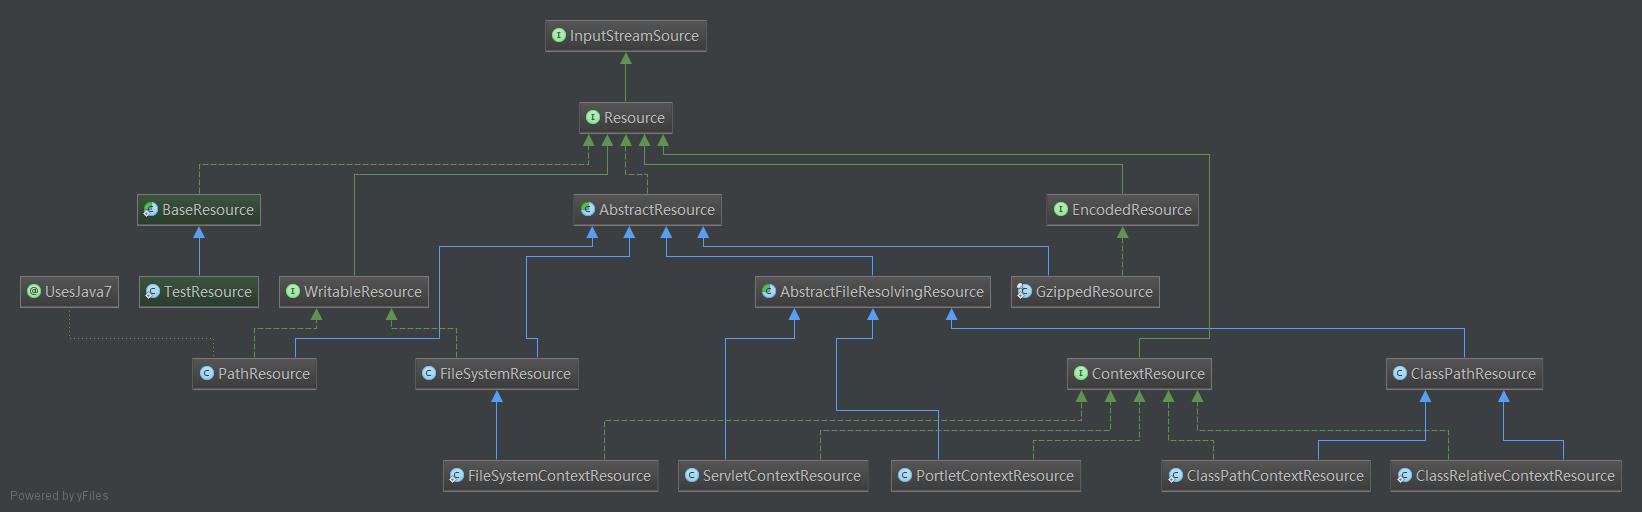 InputStreamSource
Resource
BaseResource
AbstractResource
EncodedResource
UsesJava7
TestResource
WritableResource
AbstractFileResolvingResource
GzippedResource
PathResource
FileSystemResource
ContextResource
ClassPathResource
FileSystemContextResource
ServletContextResource
PortletContextResource
ClassPathContextResource
ClassRelativeContextResource
Powered by yFiles